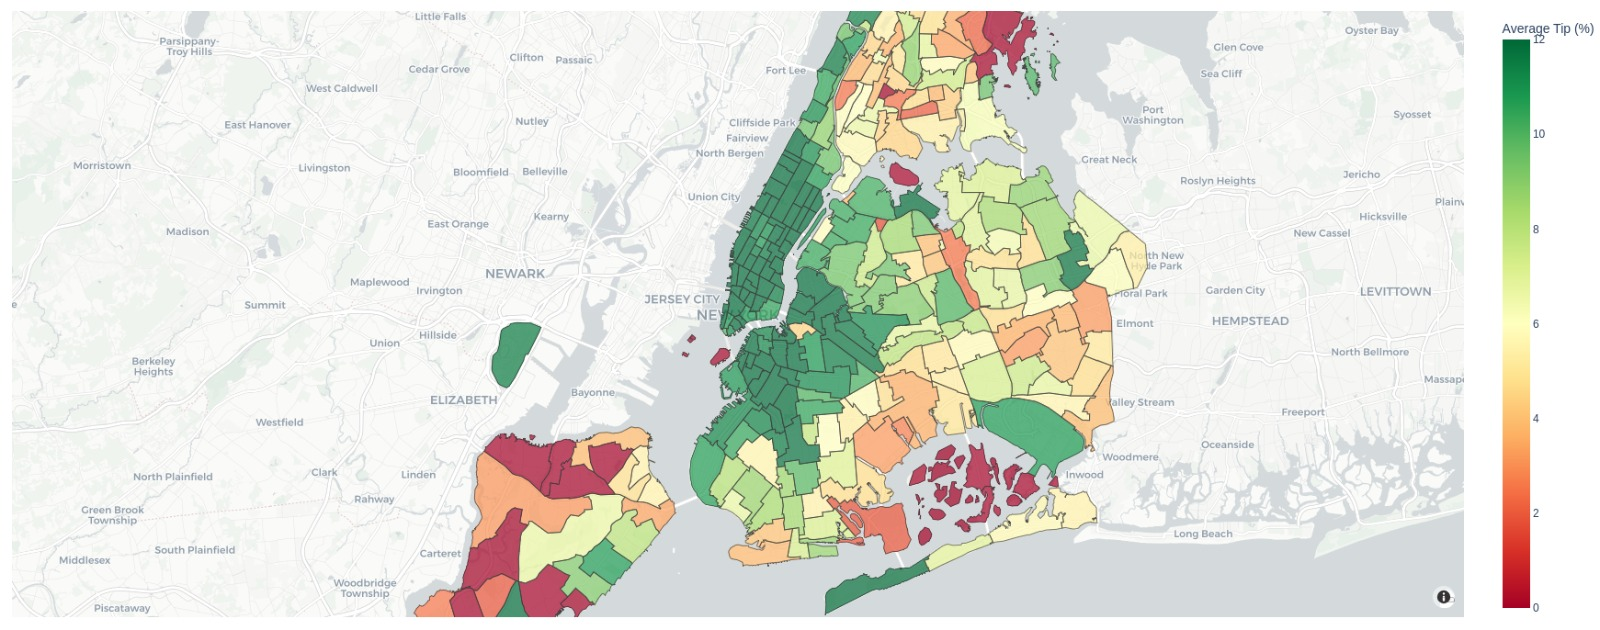 Little Falls
Oyster Bay
Average Tip (%)
12
Parsippany-
Troy Hills
Glen Cove
Clifton
Passaic
Cedar Grove
Fort Lee
Sea Cliff
West Caldwell
Port
Washington
Syosset
East Hanover
Nutley
Cliffside Park
10
Fairview
North Bergen
Great Neck
Morristown
Livingston
Bloomfield
Belleville
Jericho
Roslyn Heights
Union City
Plainv
Hicksville
East Orange
Kearny
8
Madison
New Cassel
North New
Hyde Park
NEWARK
Maplewood
Irvington
Floral Park
Garden City
LEVITTOWN
e
Summit
JERSEY CITY
NEW YORK
6
Elmont
HEMPSTEAD
Hillside
Union
North Bellmore
Berkeley
Heights
Massape
ELIZABETH
Bayonne
Valley Stream
Freeport
4
Westfield
Oceanside
Woodmere
North Plainfield
Clark
Linden
Inwood
Rahway
Green Brook
Township
2
Long Beach
South Plainfield
Carteret
Middlesex
Woodbridge
Township
Piscataway
0